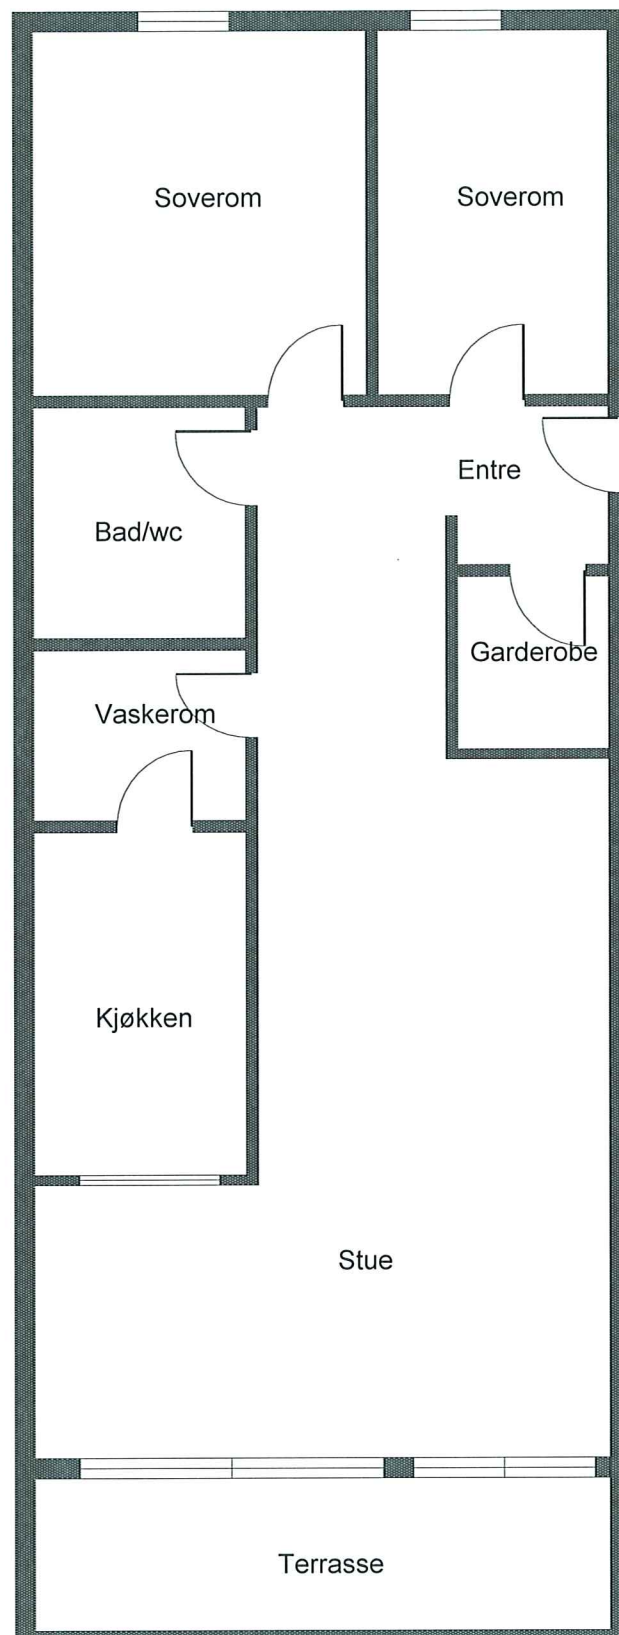 Soverom
Soverom
Entre
Bad/wc
Garderobe
Vaskerom
Kjøkken
Stue
Terrasse